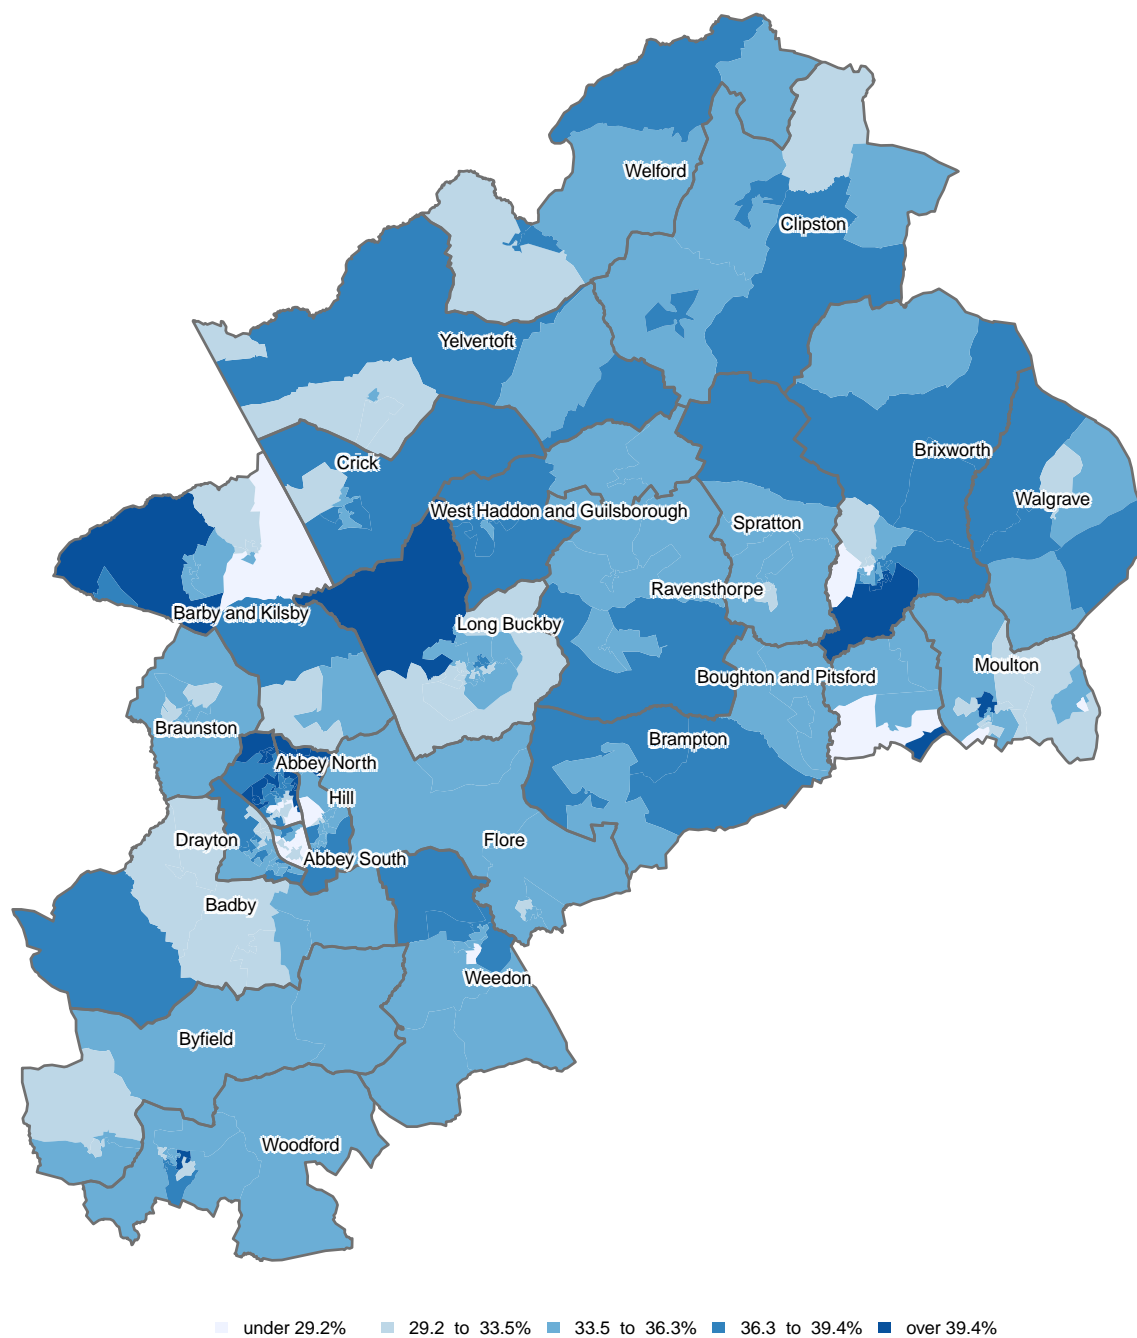 Welford
Clipston
Yelvertoft
Brixworth
Crick
Walgrave
West Haddon and Guilsborough
Spratton
Ravensthorpe
Barby and Kilsby
Long Buckby
Moulton
Boughton and Pitsford
Braunston
Brampton
Abbey North
Hill
Drayton
Flore
Abbey South
Badby
Weedon
Byfield
Woodford
under 29.2% 29.2 to 33.5% 33.5 to 36.3% 36.3 to 39.4% over 39.4%